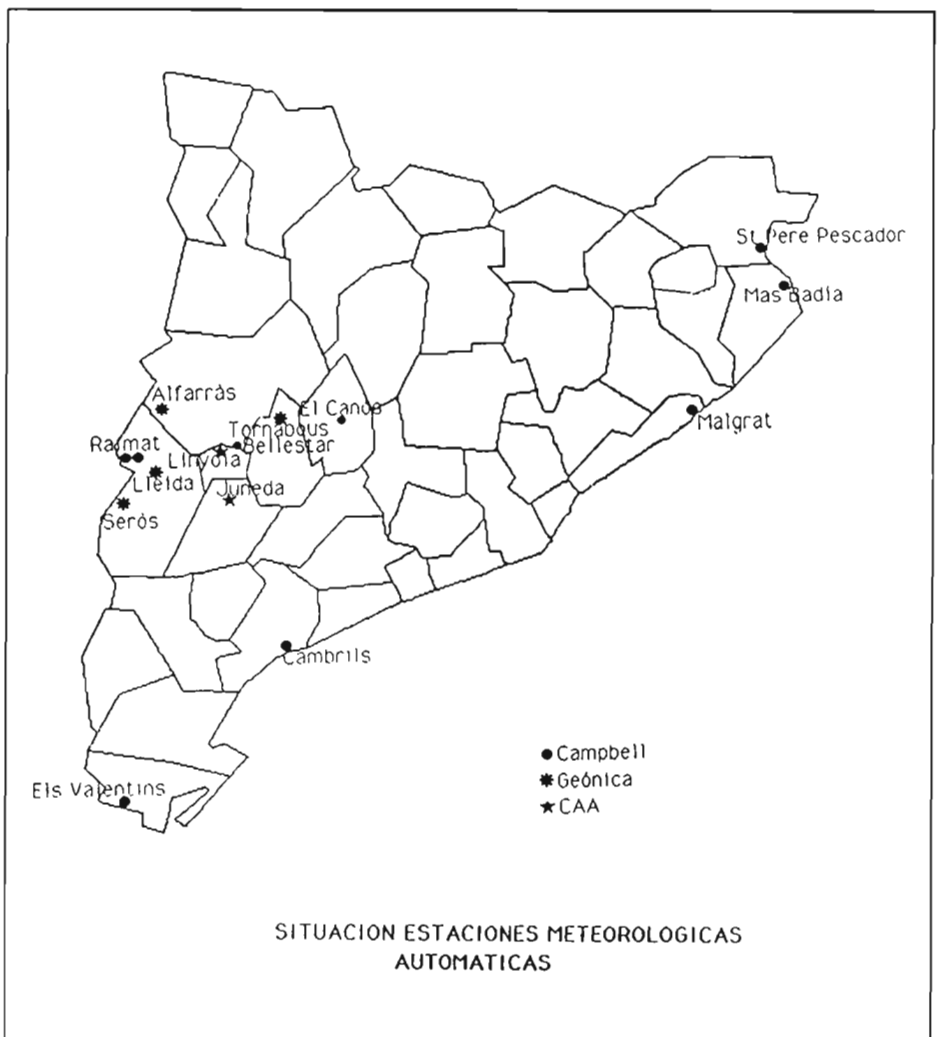 St Pere Pescador
Mas Badía
Alfarràs
El Canós
Tornabous
Malgrat
Raimat
Bellestar
Linyola
Lleida
Juneda
Seròs
Cambrils
Campbell
Els Valentins
Geónica
CAA
SITUACION ESTACIONES METEOROLOGICAS
AUTOMATICAS